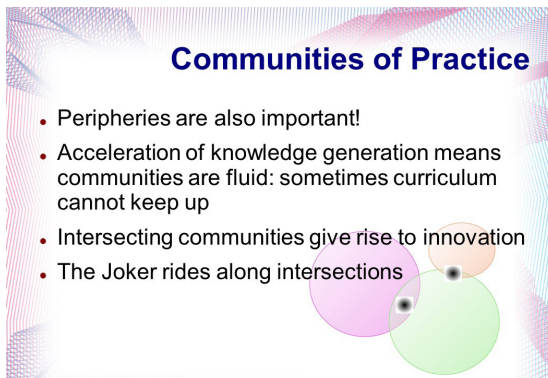 Communities of Practice
Peripheries are also important!
Acceleration of knowledge generation means
communities are fluid: sometimes curriculum
cannot keep up
Intersecting communities give rise to innovation
The Joker rides along intersections